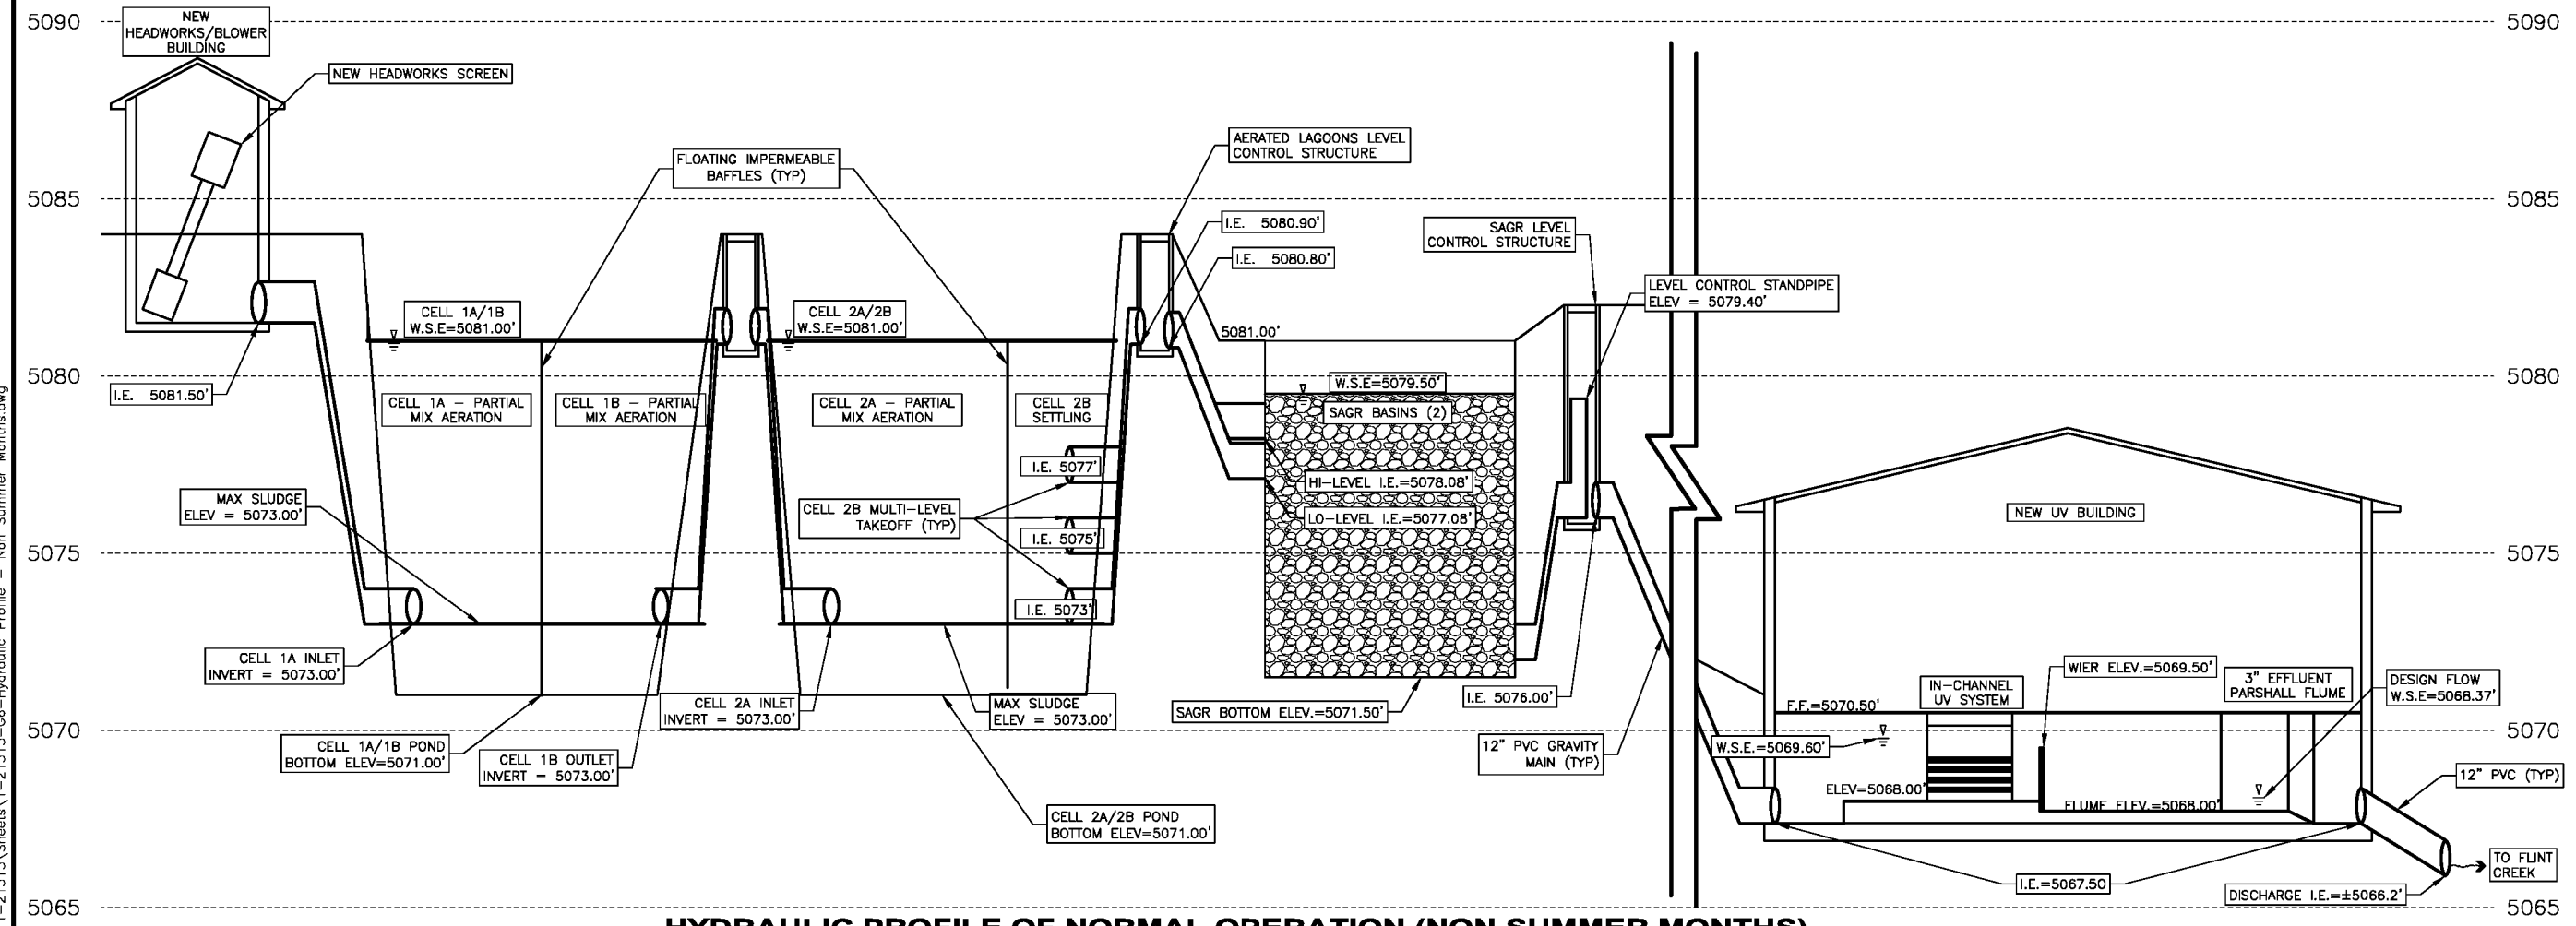 5090
NEW
HEADWORKS/BLOWER
BUILDING
5090
NEW HEADWORKS SCREEN
AERATED LAGOONS LEVEL
CONTROL STRUCTURE
FLOATING IMPERMEABLE
BAFFLES (TYP)
5085
5085
I.E. 5080.90'
SAGR LEVEL
CONTROL STRUCTURE
I.E. 5080.80'
LEVEL CONTROL STANDPIPE
ELEV = 5079.40'
CELL 1A/1B
W.S.E=5081.00'
CELL 2A/2B
W.S.E=5081.00'
5081.00'
5080
5080
I.E. 5081.50'
W.S.E=5079.50'
CELL 1A – PARTIAL
MIX AERATION
CELL 1B – PARTIAL
MIX AERATION
CELL 2A – PARTIAL
MIX AERATION
CELL 2B
SETTLING
SAGR BASINS (2)
I.E. 5077'
HI-LEVEL I.E.=5078.08'
MAX SLUDGE
ELEV = 5073.00'
CELL 2B MULTI-LEVEL
TAKEOFF (TYP)
LO-LEVEL I.E.=5077.08'
NEW UV BUILDING
I.E. 5075'
5075
5075
I.E. 5073'
CELL 1A INLET
INVERT = 5073.00'
WIER ELEV.=5069.50'
IN-CHANNEL
UV SYSTEM
3" EFFLUENT
PARSHALL FLUME
DESIGN FLOW
W.S.E=5068.37'
CELL 2A INLET
INVERT = 5073.00'
MAX SLUDGE
ELEV = 5073.00'
SAGR BOTTOM ELEV.=5071.50'
I.E. 5076.00'
F.F.=5070.50'
5070
5070
CELL 1A/1B POND
BOTTOM ELEV=5071.00'
CELL 1B OUTLET
INVERT = 5073.00'
12" PVC GRAVITY
MAIN (TYP)
W.S.E.=5069.60'
12" PVC (TYP)
ELEV=5068.00'
FLUME ELEV.=5068.00'
CELL 2A/2B POND
BOTTOM ELEV=5071.00'
TO FLINT
CREEK
I.E.=5067.50
DISCHARGE I.E.=±5066.2'
5065
5065
HYDRAULIC PROFILE OF NORMAL OPERATION (NON SUMMER MONTHS)